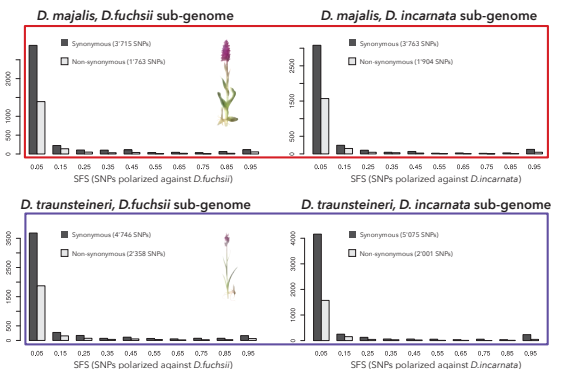 D. majalis, D.fuchsii sub-genome
Synonymous (3'715 SNPs)
Non-synonymous (1'763 SNPs)
0 500 1500 2500
0.05 0.15 0.25 0.35 0.45 0.55 0.65 0.75 0.85 0.95
SFS (SNPs polarized against D.fuchsii)
D. majalis, D. incarnata sub-genome
Synonymous (3'763 SNPs)
Non-synonymous (1'904 SNPs)
0 500 1500 2500
0.05 0.15 0.25 0.35 0.45 0.55 0.65 0.75 0.85 0.95
SFS (SNPs polarized against D.incarnata)
D. traunsteineri, D.fuchsii sub-genome
Synonymous (4'746 SNPs)
Non-synonymous (2'358 SNPs)
0 500 1500 2500 3500
0.05 0.15 0.25 0.35 0.45 0.55 0.65 0.75 0.85 0.95
SFS (SNPs polarized against D.fuchsii)
D. traunsteineri, D. incarnata sub-genome
Synonymous (5'075 SNPs)
Non-synonymous (2'001 SNPs)
0 1000 2000 3000 4000
0.05 0.15 0.25 0.35 0.45 0.55 0.65 0.75 0.85 0.95
SFS (SNPs polarized against D.incarnata)